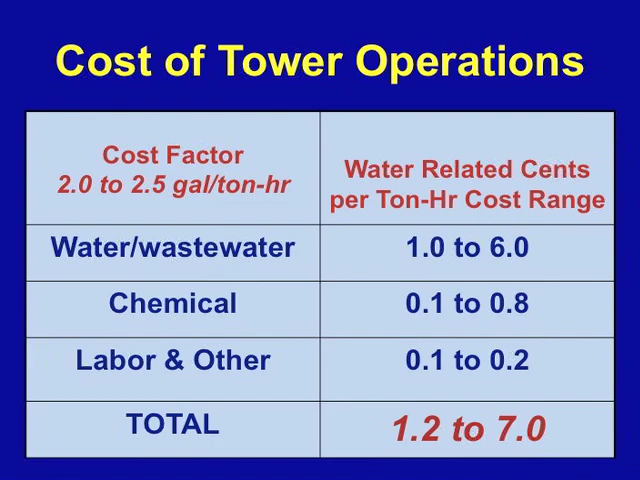 Cost of Tower Operations
Cost Factor
2.0 to 2.5 gal/ton-hr
Water Related Cents
per Ton-Hr Cost Range
Water/wastewater
1.0 to 6.0
Chemical
0.1 to 0.8
Labor & Other
0.1 to 0.2
TOTAL
1.2 to 7.0